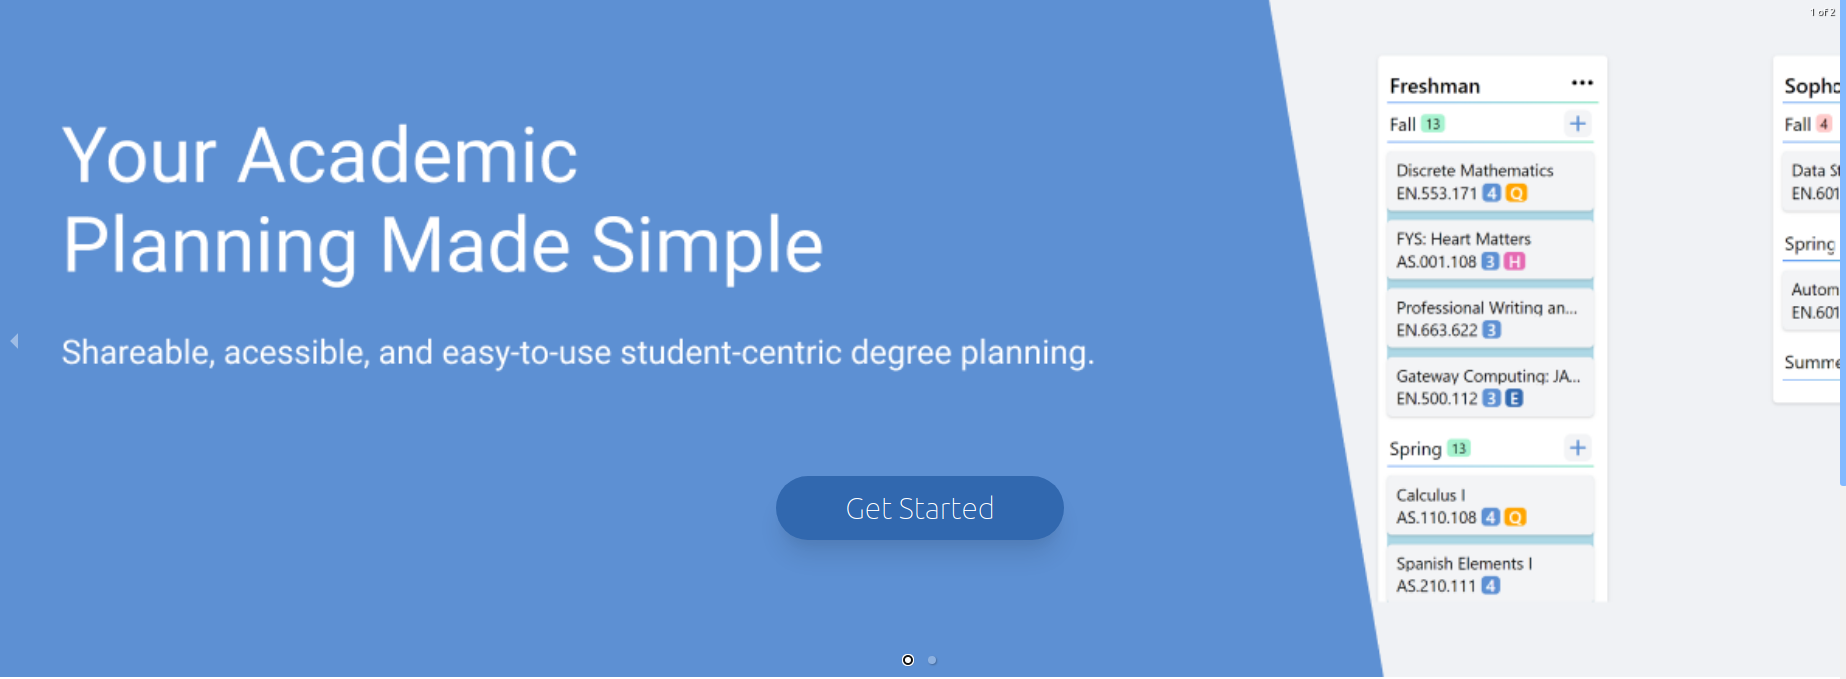 1 of 2
Your Academic
Planning Made Simple
Shareable, acessible, and easy-to-use student-centric degree planning.
Get Started
Freshman
Fall 13
Discrete Mathematics
EN.553.171 4 Q
FYS: Heart Matters
AS.001.108 3 H
Professional Writing an...
EN.663.622 3
Gateway Computing: JA...
EN.500.112 3 E
Spring 13
Calculus I
AS.110.108 4 Q
Spanish Elements I
AS.210.111 4
Sopho
Fall 4
Data St
EN.601
Spring
Autom
EN.601
Summe